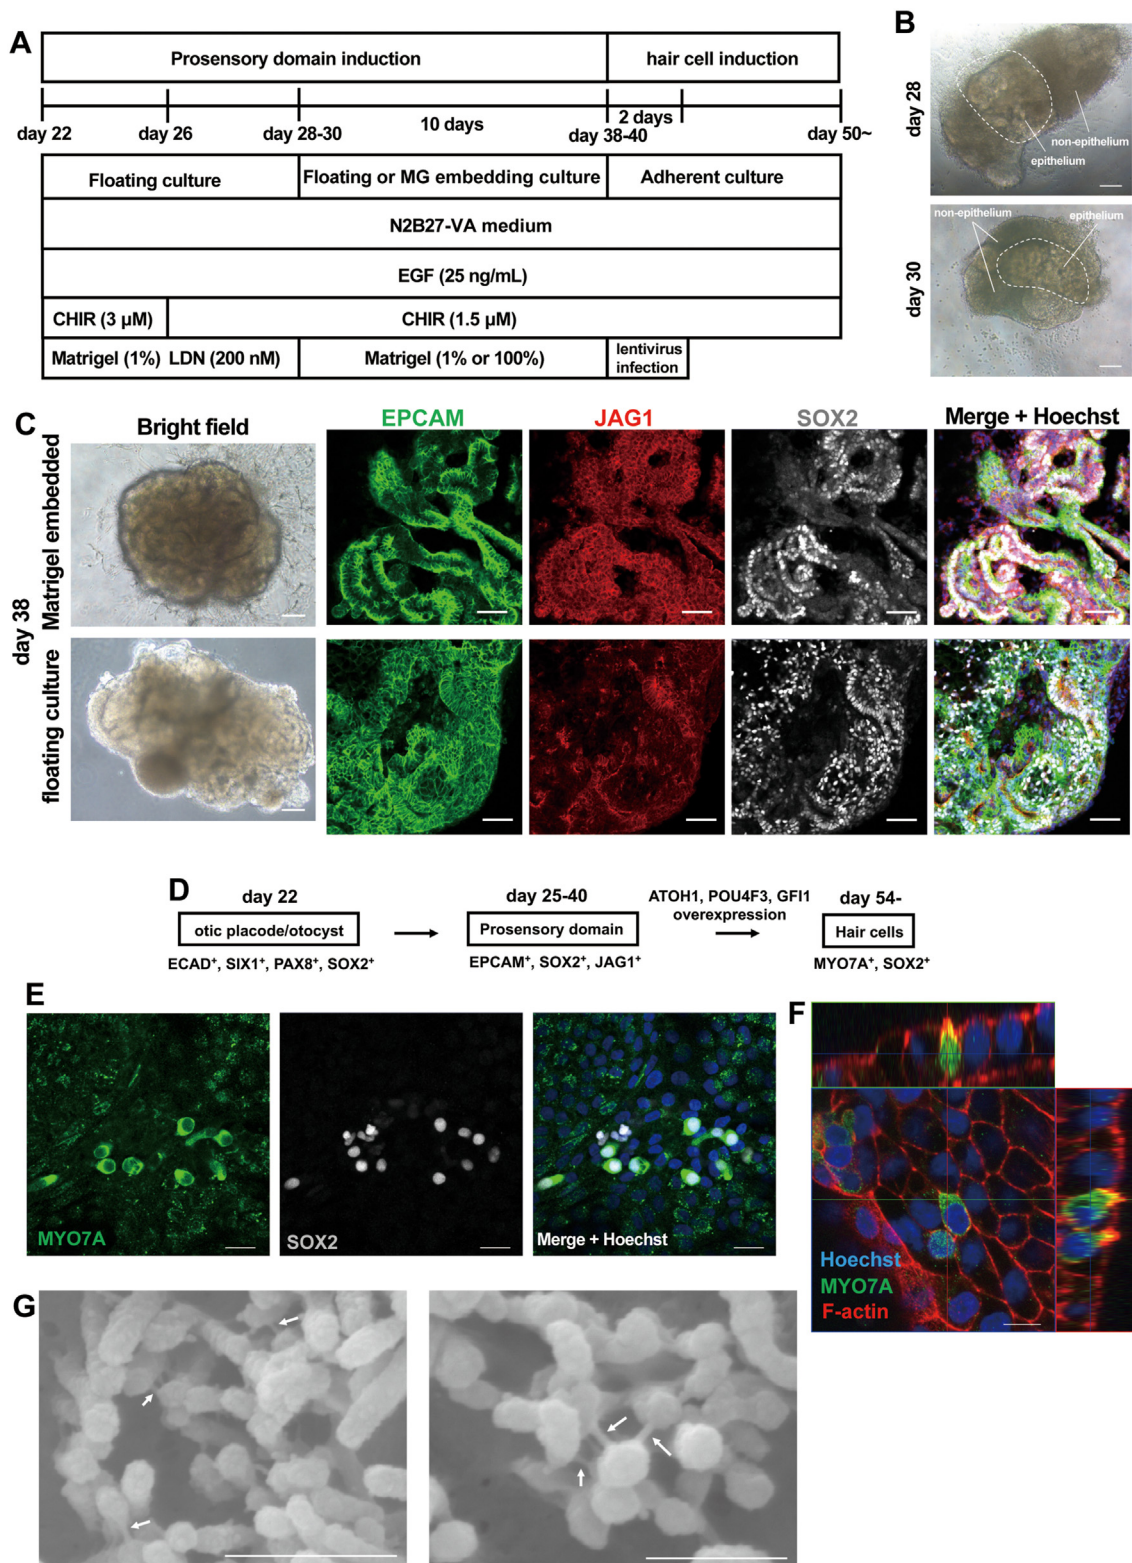 A
Prosensory domain induction
hair cell induction
day 22
day 26
day 28-30
10 days
day 38-40
2 days
day 50~
Floating culture
Floating or MG embedding culture
Adherent culture
N2B27-VA medium
EGF (25 ng/mL)
CHIR (3 µM)
CHIR (1.5 µM)
Matrigel (1%) LDN (200 nM)
Matrigel (1% or 100%)
lentivirus
infection
B
day 28
non-epithelium
epithelium
day 30
non-epithelium
epithelium
C
Bright field
EPCAM
JAG1
SOX2
Merge + Hoechst
day 38
Matrigel embedded
floating culture
D
day 22
otic placode/otocyst
ECAD⁺, SIX1⁺, PAX8⁺, SOX2⁺
day 25-40
Prosensory domain
EPCAM⁺, SOX2⁺, JAG1⁺
ATOH1, POU4F3, GFI1
overexpression
day 54-
Hair cells
MYO7A⁺, SOX2⁺
E
MYO7A
SOX2
Merge + Hoechst
F
Hoechst
MYO7A
F-actin
G